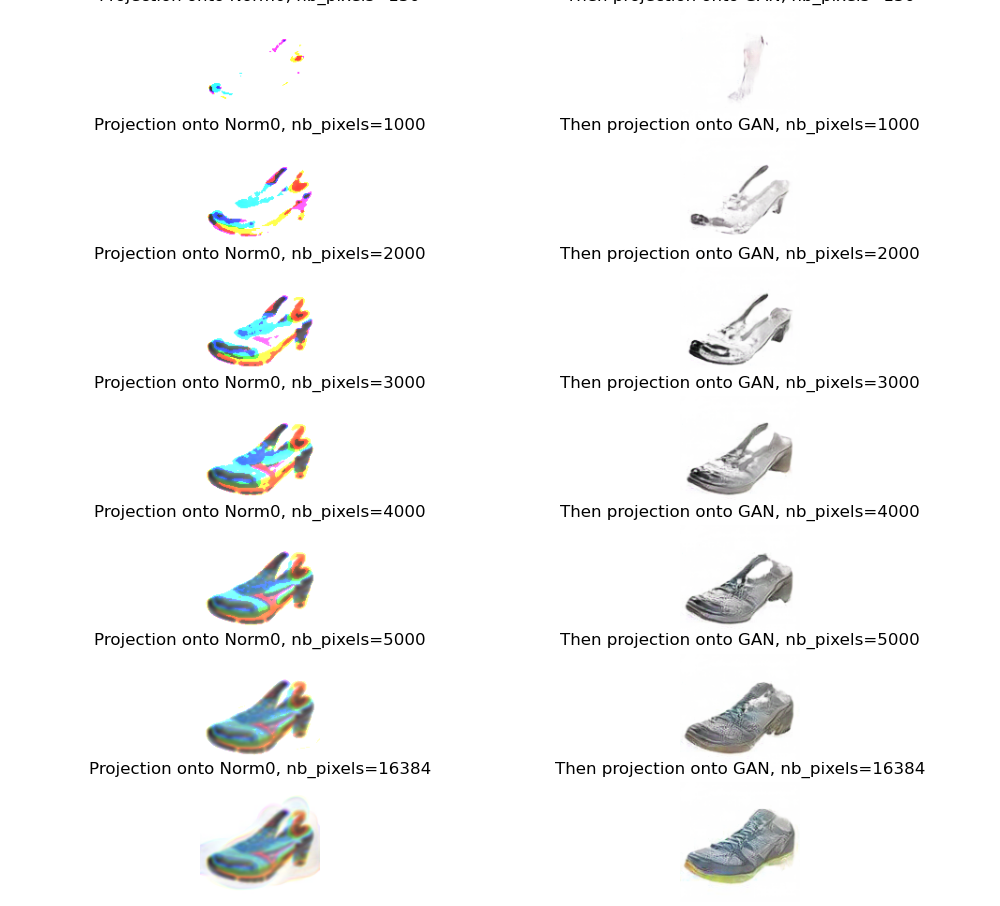 Projection onto Norm0, nb_pixels=1000
Then projection onto GAN, nb_pixels=1000
Projection onto Norm0, nb_pixels=2000
Then projection onto GAN, nb_pixels=2000
Projection onto Norm0, nb_pixels=3000
Then projection onto GAN, nb_pixels=3000
Projection onto Norm0, nb_pixels=4000
Then projection onto GAN, nb_pixels=4000
Projection onto Norm0, nb_pixels=5000
Then projection onto GAN, nb_pixels=5000
Projection onto Norm0, nb_pixels=16384
Then projection onto GAN, nb_pixels=16384